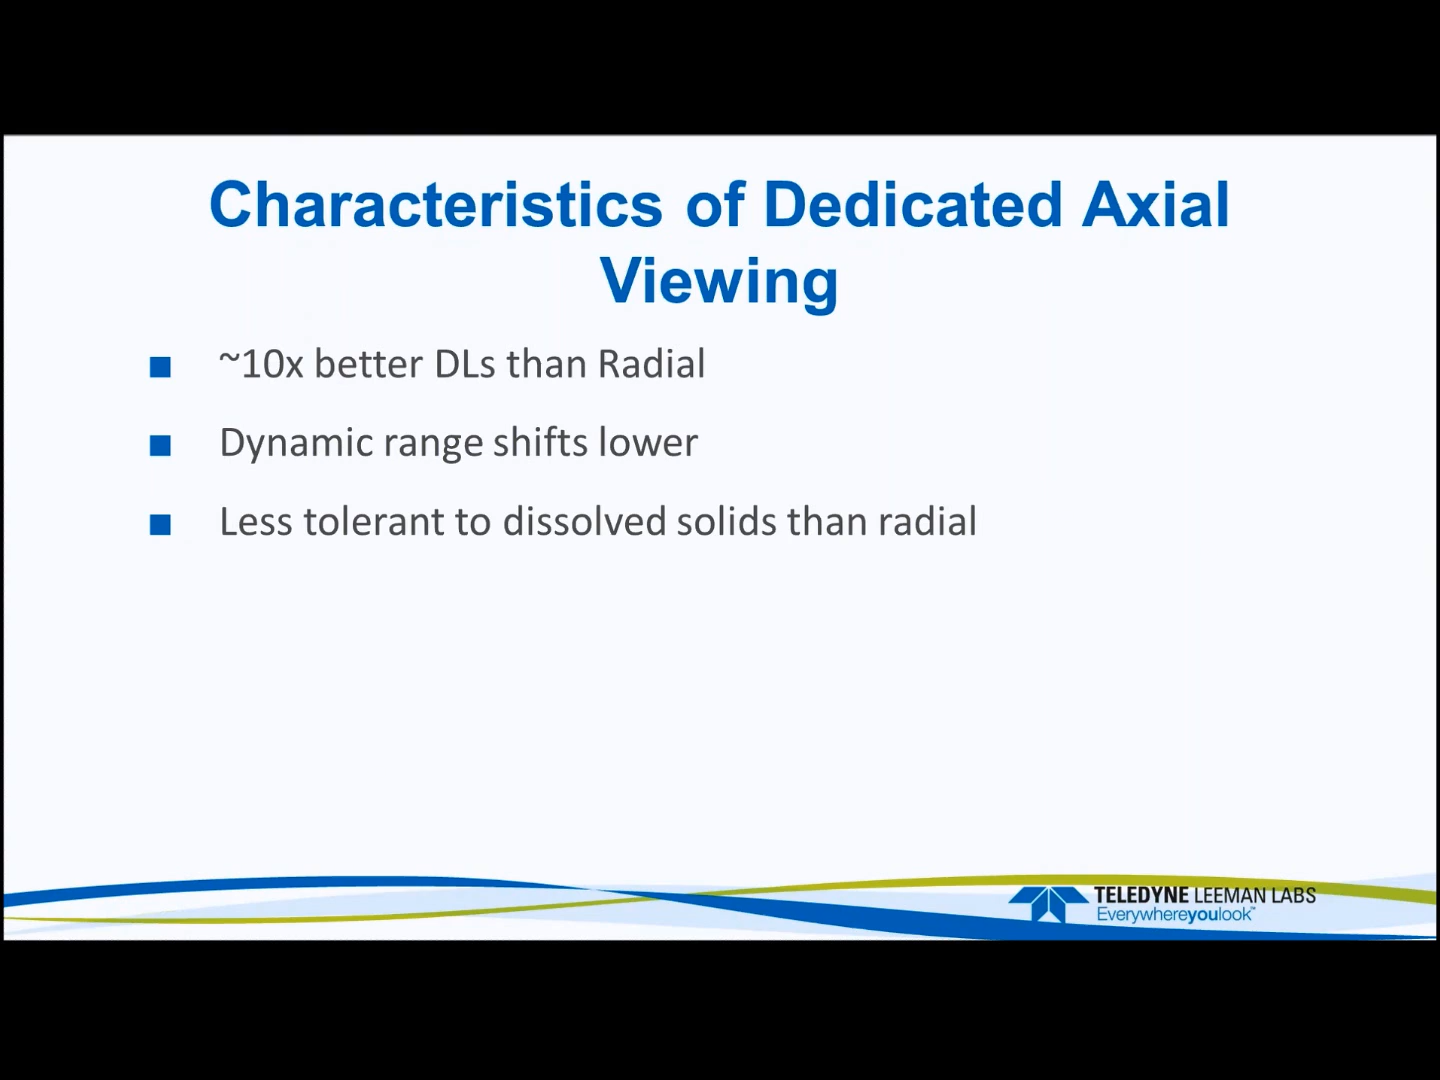 Characteristics of Dedicated Axial
Viewing
~10x better DLs than Radial
Dynamic range shifts lower
Less tolerant to dissolved solids than radial
TELEDYNE LEEMAN LABS
Everywhereyoulook™